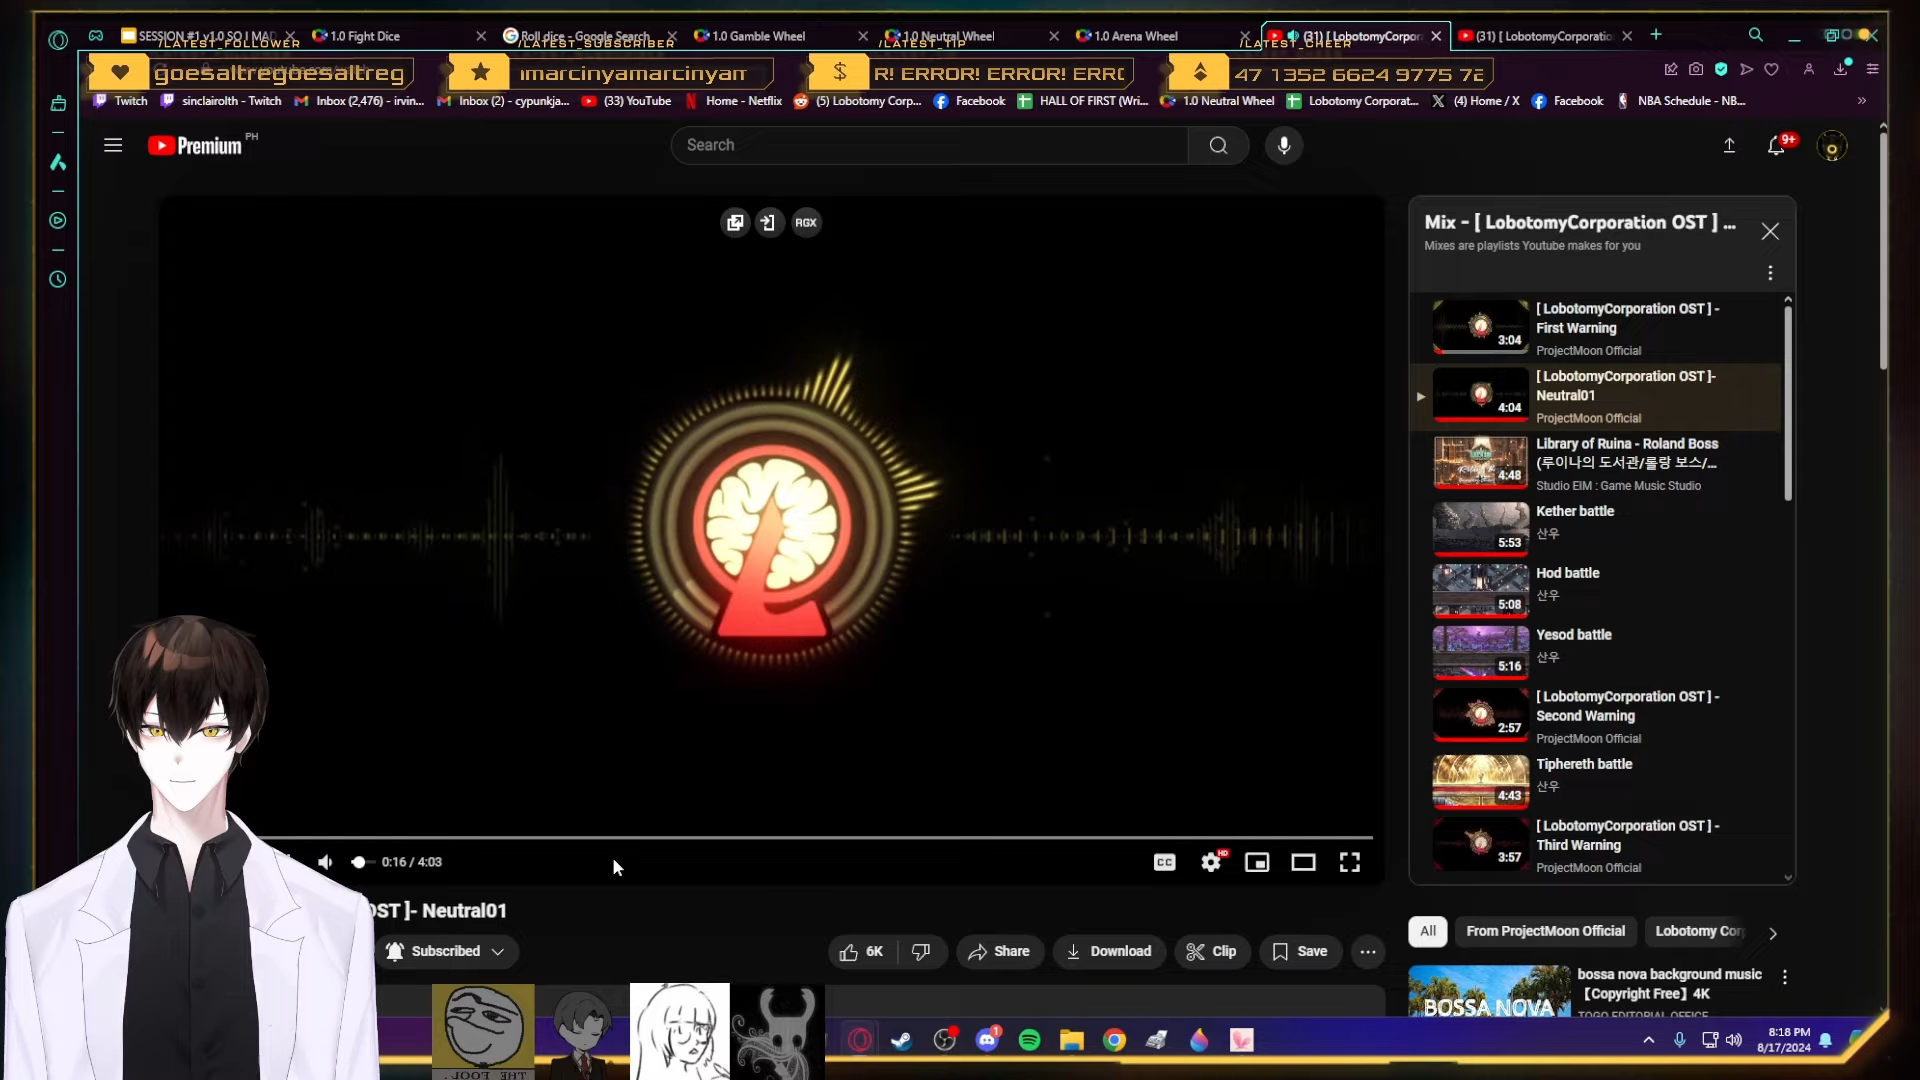 SESSION #1 v1.0 SO I MAD
1.0 Fight Dice
Roll dice - Google Search
1.0 Gamble Wheel
1.0 Neutral Wheel
1.0 Arena Wheel
(31) [ LobotomyCorpor
(31) [ LobotomyCorporatio
/LATEST_FOLLOWER
/LATEST_SUBSCRIBER
/LATEST_TIP
/LATEST_CHEER
goesaltregoesaltreg
R! ERROR! ERROR! ERRC
47 1352 6624 9775 72
Twitch
sinclairolth - Twitch
Inbox (2,476) - irvin...
Inbox (2) - cypunkja...
(33) YouTube
Home - Netflix
(5) Lobotomy Corp...
Facebook
HALL OF FIRST (Wri...
1.0 Neutral Wheel
Lobotomy Corporat...
(4) Home / X
Facebook
NBA Schedule - NB...
Premium PH
Search
9+
RGX
Mix - [ LobotomyCorporation OST ] ...
Mixes are playlists Youtube makes for you
[ LobotomyCorporation OST ] -
First Warning
3:04
ProjectMoon Official
[ LobotomyCorporation OST ]-
Neutral01
4:04
ProjectMoon Official
Library of Ruina - Roland Boss
(루이나의 도서관/롤랑 보스/...
4:48
Studio EIM : Game Music Studio
Kether battle
산우
5:53
Hod battle
산우
5:08
Yesod battle
산우
5:16
[ LobotomyCorporation OST ] -
Second Warning
2:57
ProjectMoon Official
Tiphereth battle
산우
4:43
[ LobotomyCorporation OST ] -
Third Warning
3:57
ProjectMoon Official
0:16 / 4:03
CC
HD
OST ]- Neutral01
Subscribed
6K
Share
Download
Clip
Save
All
From ProjectMoon Official
Lobotomy Corp
bossa nova background music
【Copyright Free】4K
BOSSA NOVA
TOGO EDITORIAL OFFICE
1
8:18 PM
8/17/2024